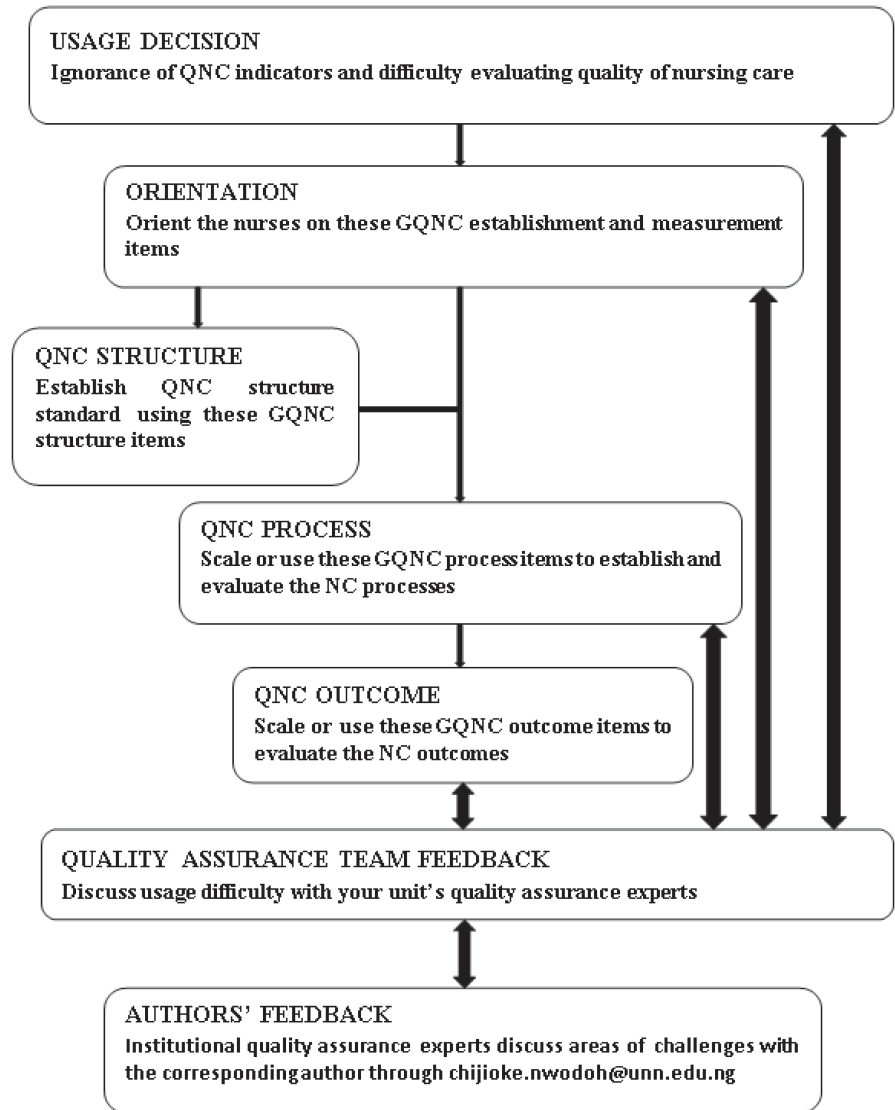 USAGE DECISION
Ignorance of QNC indicators and difficulty evaluating quality of nursing care
ORIENTATION
Orient the nurses on these GQNC establishment and measurement
items
QNC STRUCTURE
Establish QNC structure
standard using these GQNC
structure items
QNC PROCESS
Scale or use these GQNC process items to establish and
evaluate the NC processes
QNC OUTCOME
Scale or use these GQNC outcome items to
evaluate the NC outcomes
QUALITY ASSURANCE TEAM FEEDBACK
Discuss usage difficulty with your unit's quality assurance experts
AUTHORS' FEEDBACK
Institutional quality assurance experts discuss areas of challenges with
the corresponding author through chijioke.nwodoh@unn.edu.ng